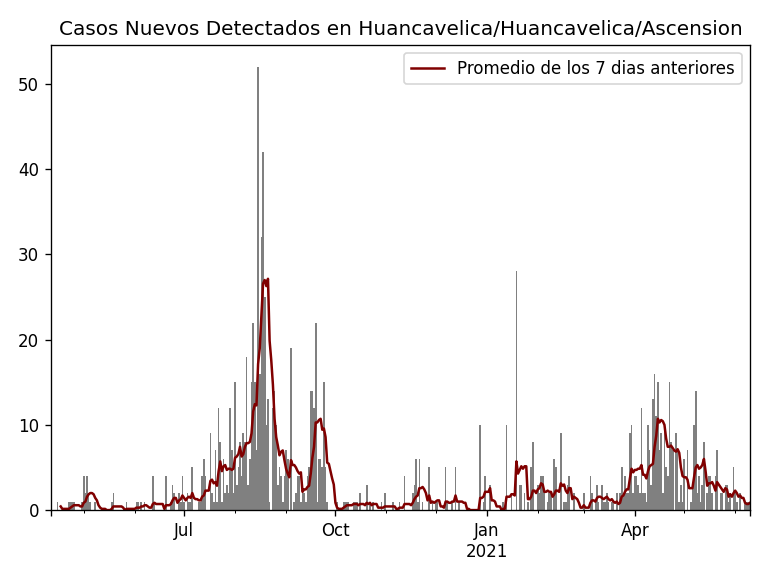 Casos Nuevos Detectados en Huancavelica/Huancavelica/Ascension
Promedio de los 7 dias anteriores
50
40
30
20
10
0
Jul Oct Jan Apr
2021